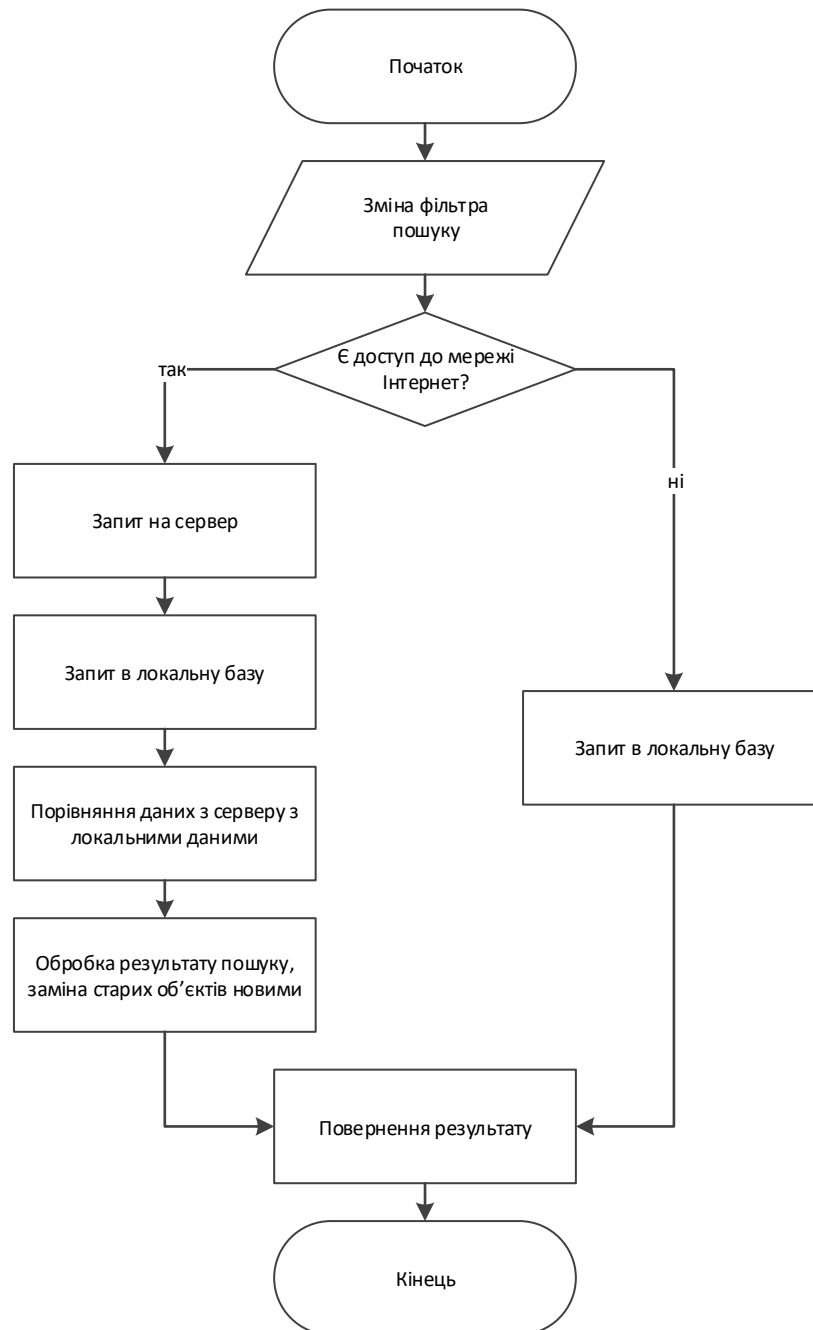 Початок
Зміна фільтра
пошуку
Є доступ до мережі
Інтернет?
так
ні
Запит на сервер
Запит в локальну базу
Запит в локальну базу
Порівняння даних з серверу з
локальними даними
Обробка результату пошуку,
заміна старих об’єктів новими
Повернення результату
Кінець